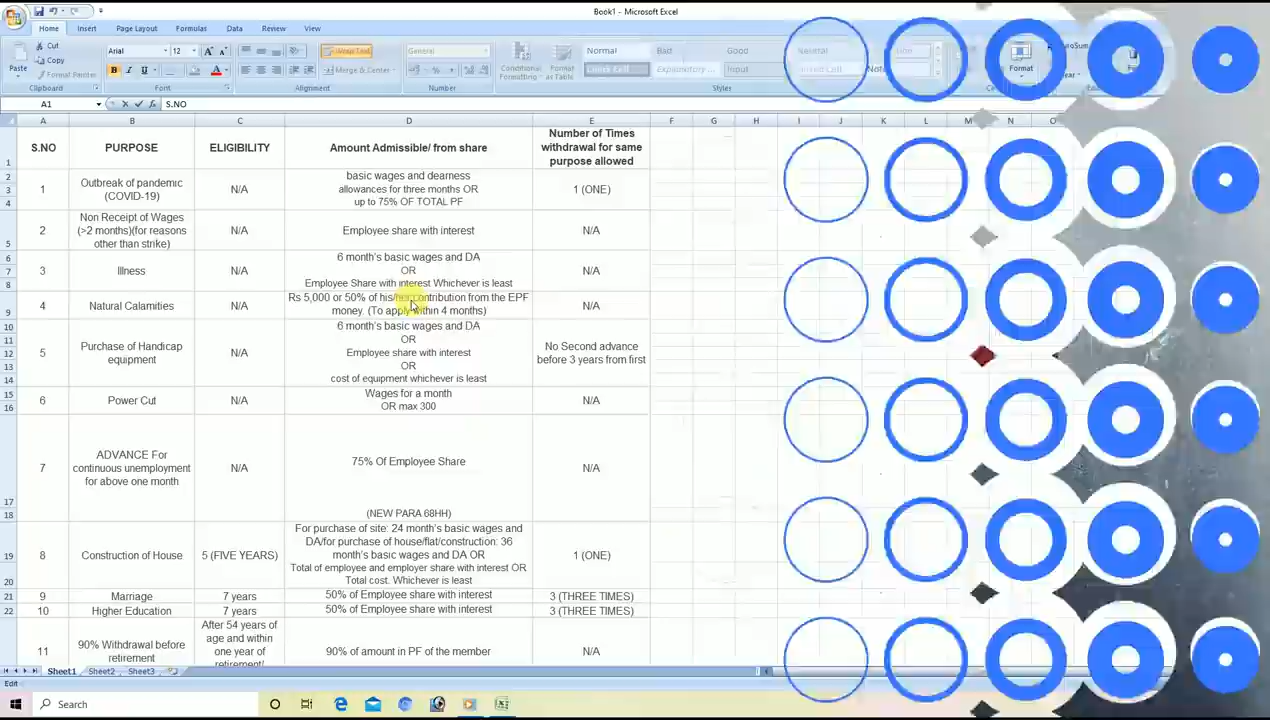 Book1 - Microsoft Excel
Home Insert Page Layout Formulas Data Review View
Cut
Copy
Format Painter
Paste
Clipboard
Arial 12
Font
Wrap Text
Merge & Center
Alignment
General
Number
Conditional
Formatting
Format
as Table
Normal Bad Good Neutral
Check Cell Explanatory ... Input
Styles
Format
A1 S.NO
A B C D E F G H I J K L M N O
S.NO PURPOSE ELIGIBILITY Amount Admissible/ from share Number of Times withdrawal for same purpose allowed
1 Outbreak of pandemic (COVID-19) N/A basic wages and dearness allowances for three months OR up to 75% OF TOTAL PF 1 (ONE)
2 Non Receipt of Wages (>2 months)(for reasons other than strike) N/A Employee share with interest N/A
3 Illness N/A 6 month's basic wages and DA OR Employee Share with interest Whichever is least N/A
4 Natural Calamities N/A Rs 5,000 or 50% of his/her contribution from the EPF money. (To apply within 4 months) N/A
5 Purchase of Handicap equipment N/A 6 month's basic wages and DA OR Employee share with interest OR cost of equipment whichever is least No Second advance before 3 years from first
6 Power Cut N/A Wages for a month OR max 300 N/A
7 ADVANCE For continuous unemployment for above one month N/A 75% Of Employee Share (NEW PARA 68HH) N/A
8 Construction of House 5 (FIVE YEARS) For purchase of site: 24 month's basic wages and DA/for purchase of house/flat/construction: 36 month's basic wages and DA OR Total of employee and employer share with interest OR Total cost. Whichever is least 1 (ONE)
9 Marriage 7 years 50% of Employee share with interest 3 (THREE TIMES)
10 Higher Education 7 years 50% of Employee share with interest 3 (THREE TIMES)
11 90% Withdrawal before retirement After 54 years of age and within one year of retirement/ 90% of amount in PF of the member N/A
Sheet1 Sheet2 Sheet3
Edit
Search